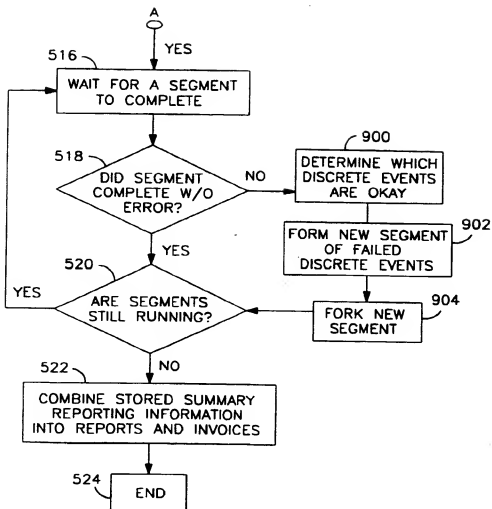 A
YES
516
WAIT FOR A SEGMENT
TO COMPLETE
518
DID SEGMENT
COMPLETE W/O
ERROR?
NO
900
DETERMINE WHICH
DISCRETE EVENTS
ARE OKAY
902
FORM NEW SEGMENT
OF FAILED
DISCRETE EVENTS
904
FORK NEW
SEGMENT
YES
520
ARE SEGMENTS
STILL RUNNING?
YES
NO
522
COMBINE STORED SUMMARY
REPORTING INFORMATION
INTO REPORTS AND INVOICES
524
END